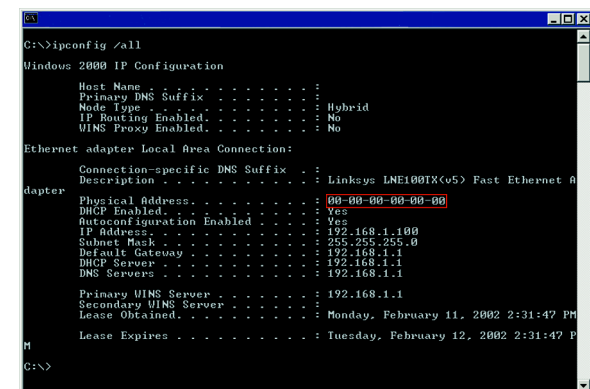 C:\>ipconfig /all
Windows 2000 IP Configuration
Host Name . . . . . . . . . . . . :
Primary DNS Suffix . . . . . . . :
Node Type . . . . . . . . . . . . : Hybrid
IP Routing Enabled. . . . . . . . : No
WINS Proxy Enabled. . . . . . . . : No
Ethernet adapter Local Area Connection:
Connection-specific DNS Suffix . :
Description . . . . . . . . . . . : Linksys LNE100TX(v5) Fast Ethernet A
dapter
Physical Address. . . . . . . . . : 00-00-00-00-00-00
DHCP Enabled. . . . . . . . . . . : Yes
Autoconfiguration Enabled . . . . : Yes
IP Address. . . . . . . . . . . . : 192.168.1.100
Subnet Mask . . . . . . . . . . . : 255.255.255.0
Default Gateway . . . . . . . . . : 192.168.1.1
DHCP Server . . . . . . . . . . . : 192.168.1.1
DNS Servers . . . . . . . . . . . : 192.168.1.1
Primary WINS Server . . . . . . . : 192.168.1.1
Secondary WINS Server . . . . . . :
Lease Obtained. . . . . . . . . . : Monday, February 11, 2002 2:31:47 PM
Lease Expires . . . . . . . . . . : Tuesday, February 12, 2002 2:31:47 P
M
C:\>